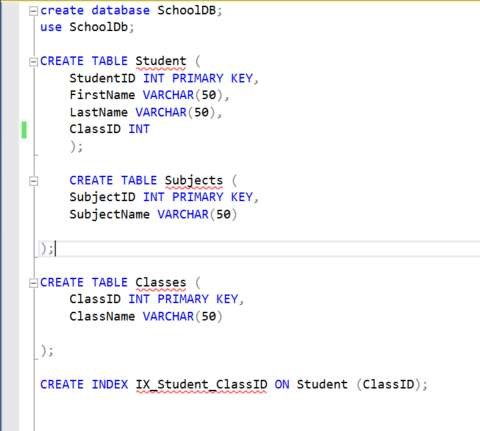 create database SchoolDB;
use SchoolDb;
CREATE TABLE Student (
StudentID INT PRIMARY KEY,
FirstName VARCHAR(50),
LastName VARCHAR(50),
ClassID INT
);
CREATE TABLE Subjects (
SubjectID INT PRIMARY KEY,
SubjectName VARCHAR(50)
);
CREATE TABLE Classes (
ClassID INT PRIMARY KEY,
ClassName VARCHAR(50)
);
CREATE INDEX IX_Student_ClassID ON Student (ClassID);